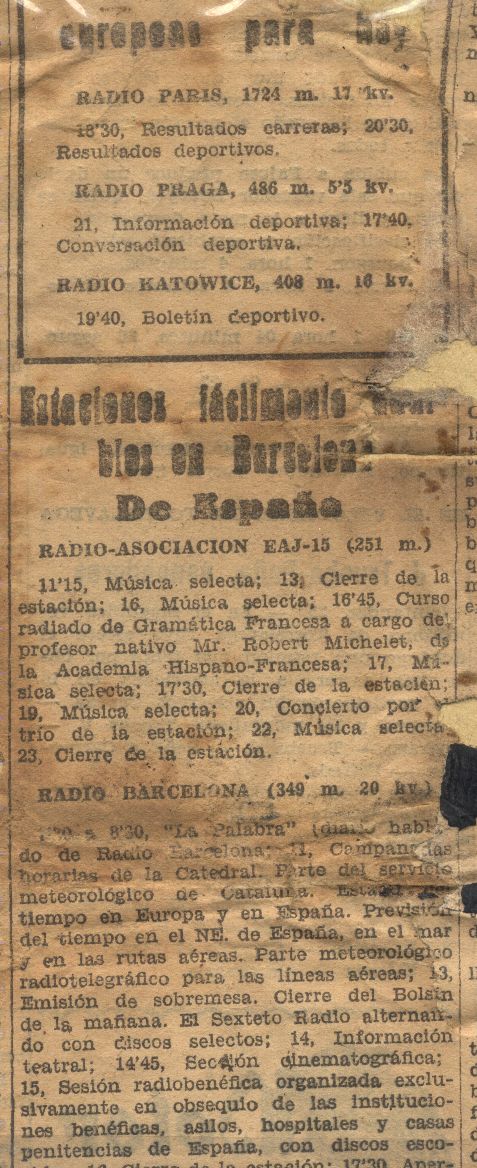 europeas para hoy
RADIO PARIS, 1724 m. 17 kv.
18'30, Resultados carreras; 20'30,
Resultados deportivos.
RADIO PRAGA, 486 m. 5'5 kv.
21, Información deportiva; 17'40,
Conversación deportiva.
RADIO KATOWICE, 408 m. 16 kv.
19'40, Boletín deportivo.
Estaciones fácilmente
bles en Barcelona
De España
RADIO-ASOCIACION EAJ-15 (251 m.)
11'15, Música selecta; 13, Cierre de la
estación; 16, Música selecta; 16'45, Curso
radiado de Gramática Francesa a cargo del
profesor nativo Mr. Robert Michelet, de
la Academia Hispano-Francesa; 17, Mú-
sica selecta; 17'30, Cierre de la estación;
19, Música selecta; 20, Concierto por el
trío de la estación; 22, Música selecta
23, Cierre de la estación.
RADIO BARCELONA (349 m. 20 kv.)
a 8'30, "La Palabra" (diario habla-
do de Radio Barcelona; 11, Campanadas
horarias de la Catedral. Parte del servicio
meteorológico de Cataluña. Estado del
tiempo en Europa y en España. Previsión
del tiempo en el NE. de España, en el mar
y en las rutas aéreas. Parte meteorológico
radiotelegráfico para las líneas aéreas; 13,
Emisión de sobremesa. Cierre del Bolsín
de la mañana. El Sexteto Radio alternan-
do con discos selectos; 14, Información
teatral; 14'45, Sección cinematográfica;
15, Sesión radiobenéfica organizada exclu-
sivamente en obsequio de las institucio-
nes benéficas, asilos, hospitales y casas
penitencias de España, con discos esco-
16 Cierre de la estación; 17'30 Aper-